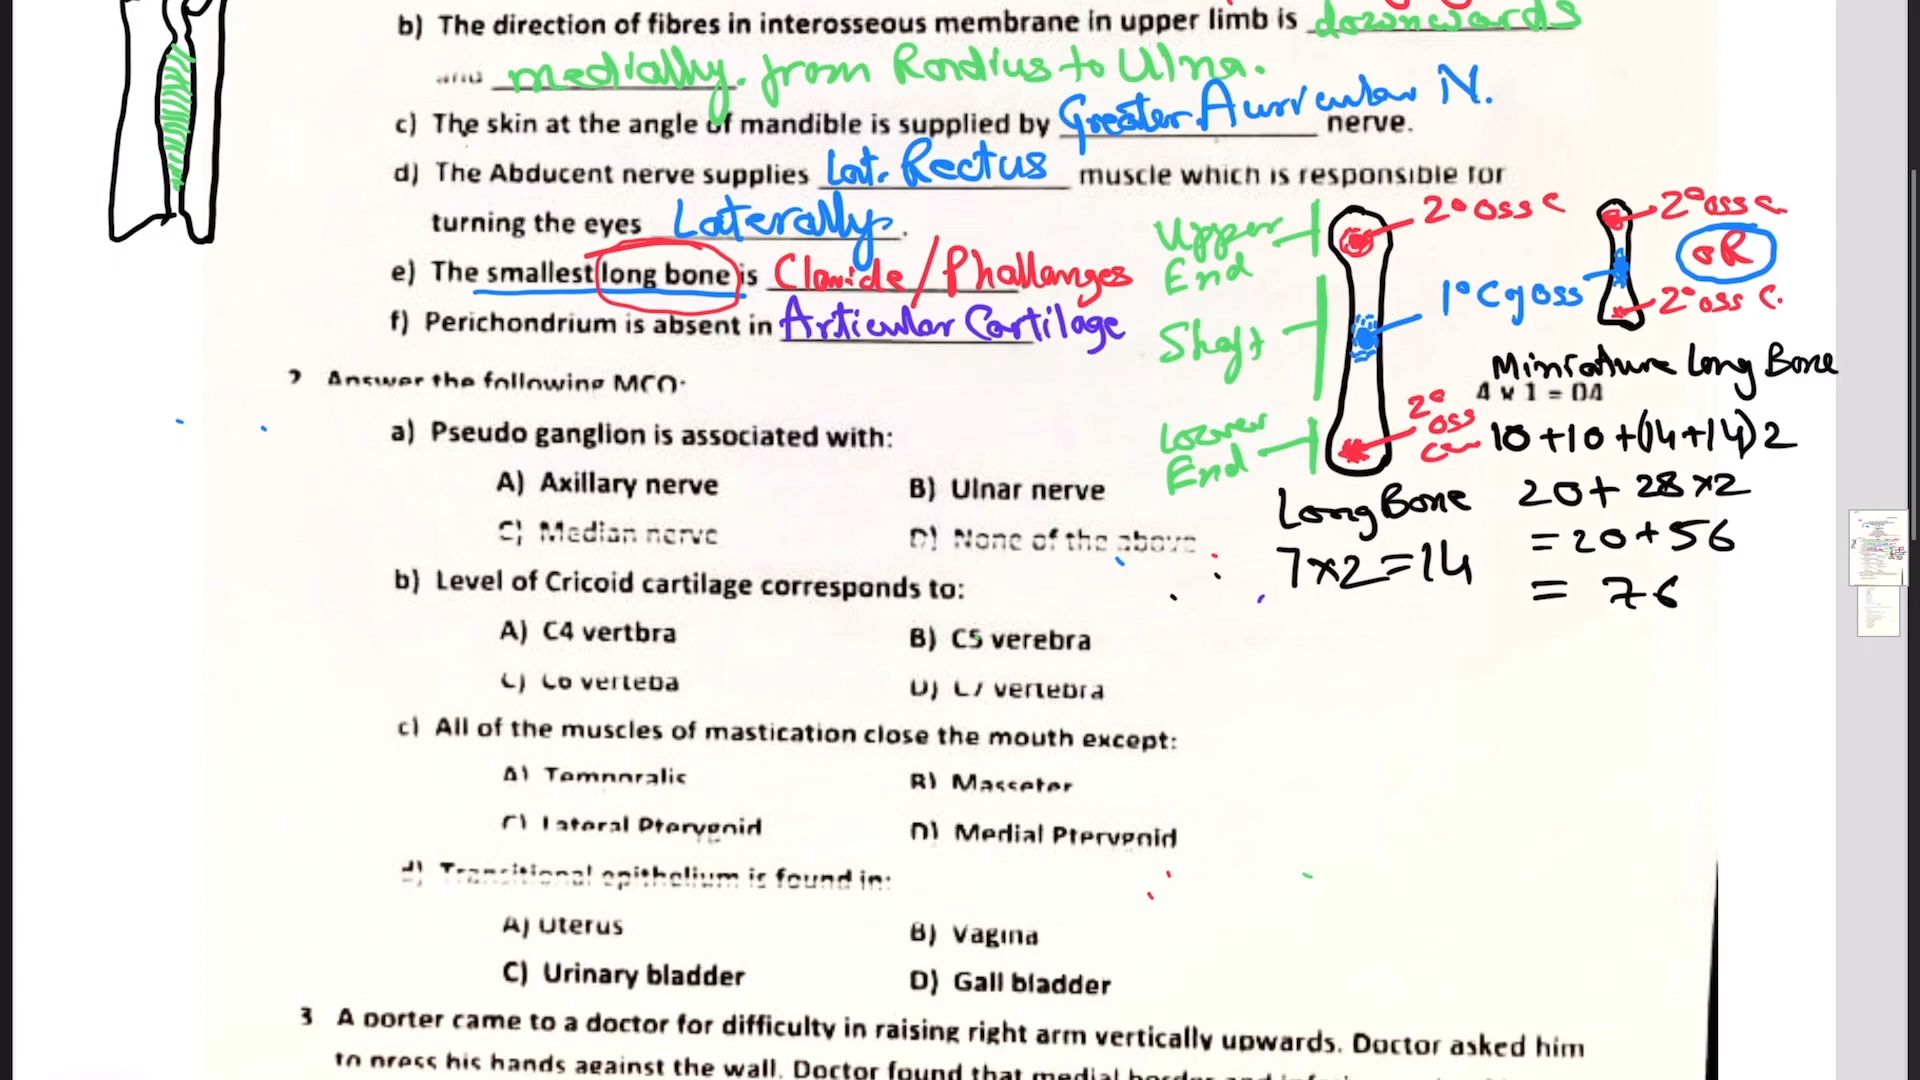 b) The direction of fibres in interosseous membrane in upper limb is downwards
and medially. from Radius to Ulna.
c) The skin at the angle of mandible is supplied by Greater Auricular N. nerve.
d) The Abducent nerve supplies Lat. Rectus muscle which is responsible for
turning the eyes Laterally.
e) The smallest long bone is Clavicle / Phallanges
f) Perichondrium is absent in Articular Cartilage
Upper End
Shaft
Lower End
2° oss C
1° C of oss
2° oss C
Long Bone
7x2=14
2° oss C.
OR
2° oss C.
Miniature Long Bone
10+10+(14+14)2
20+ 28x2
= 20+56
= 76
2 Answer the following MCQ: 4 x 1 = 04
a) Pseudo ganglion is associated with:
A) Axillary nerve B) Ulnar nerve
C) Median nerve D) None of the above
b) Level of Cricoid cartilage corresponds to:
A) C4 vertbra B) C5 verebra
C) C6 verteba D) C7 vertebra
c) All of the muscles of mastication close the mouth except:
A) Temporalis B) Masseter
C) Lateral Pterygoid D) Medial Pterygoid
d) Transitional epithelium is found in:
A) Uterus B) Vagina
C) Urinary bladder D) Gall bladder
3 A porter came to a doctor for difficulty in raising right arm vertically upwards. Doctor asked him
to press his hands against the wall. Doctor found that medial border and